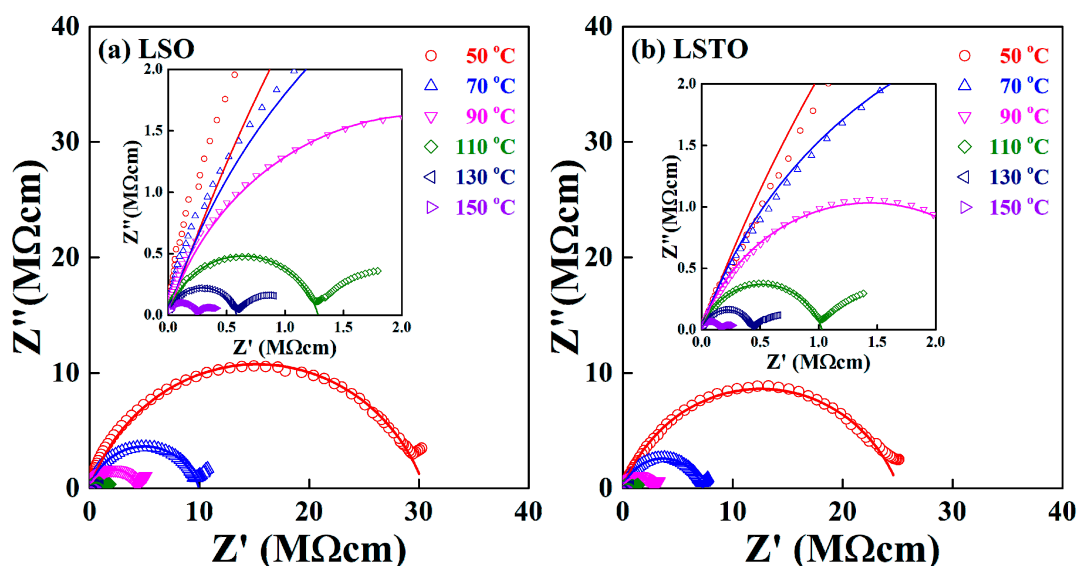 (a) LSO
50 °C
70 °C
90 °C
110 °C
130 °C
150 °C
Z'' (MΩcm)
40
30
20
10
0
0 10 20 30 40
Z' (MΩcm)
Z'' (MΩcm)
2.0
1.5
1.0
0.5
0.0
0.0 0.5 1.0 1.5 2.0
Z' (MΩcm)
(b) LSTO
50 °C
70 °C
90 °C
110 °C
130 °C
150 °C
Z'' (MΩcm)
40
30
20
10
0
0 10 20 30 40
Z' (MΩcm)
Z'' (MΩcm)
2.0
1.5
1.0
0.5
0.0
0.0 0.5 1.0 1.5 2.0
Z' (MΩcm)